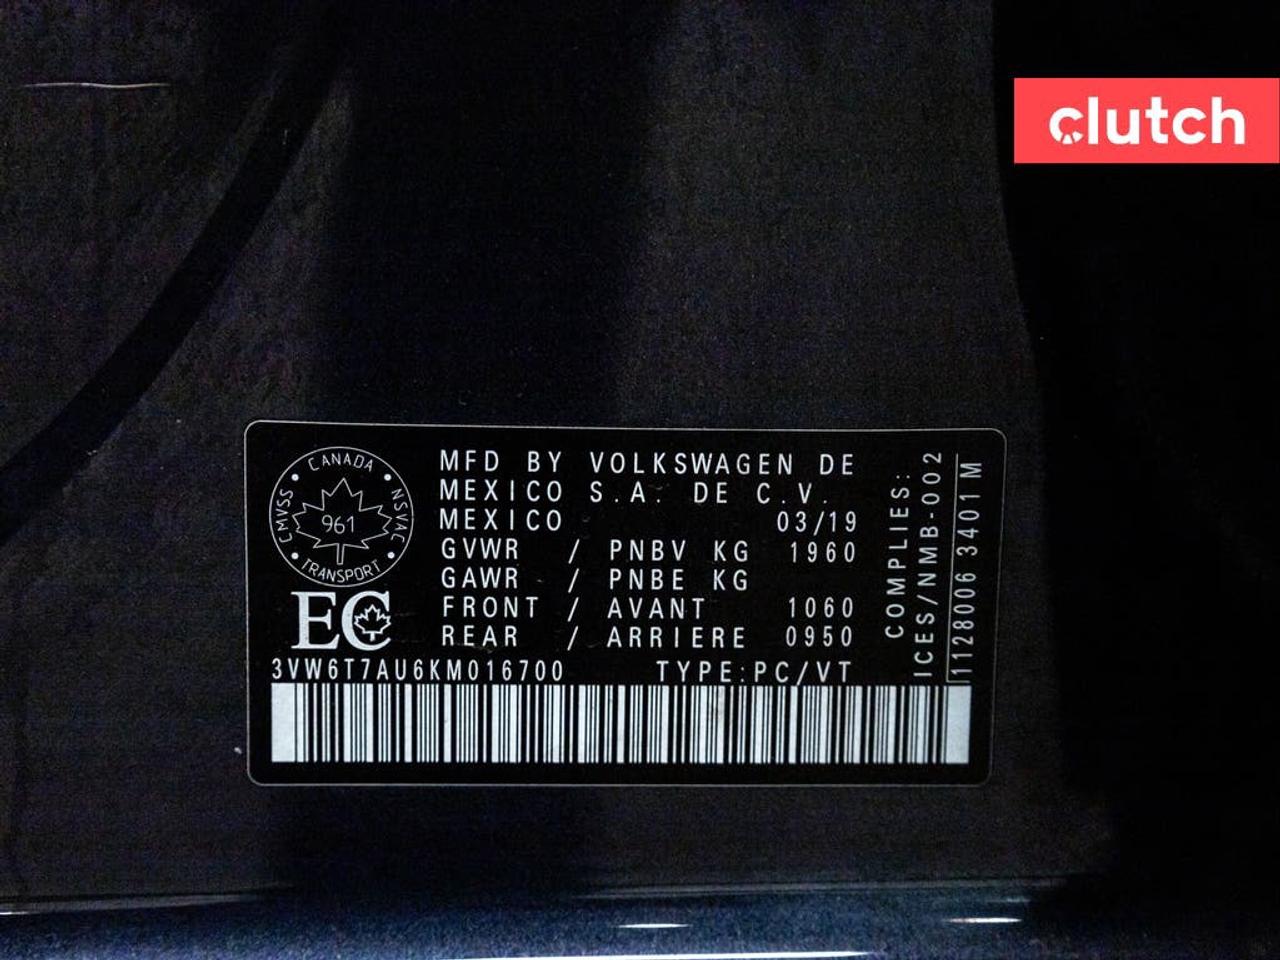 clutch
CANADA
CMVSS
NSVAC
961
TRANSPORT
EC
MFD BY VOLKSWAGEN DE
MEXICO S.A. DE C.V.
MEXICO 03/19
GVWR / PNBV KG 1960
GAWR / PNBE KG
FRONT / AVANT 1060
REAR / ARRIERE 0950
3VW6T7AU6KM016700 TYPE:PC/VT
COMPLIES:
ICES/NMB-002
1128006 3401 M